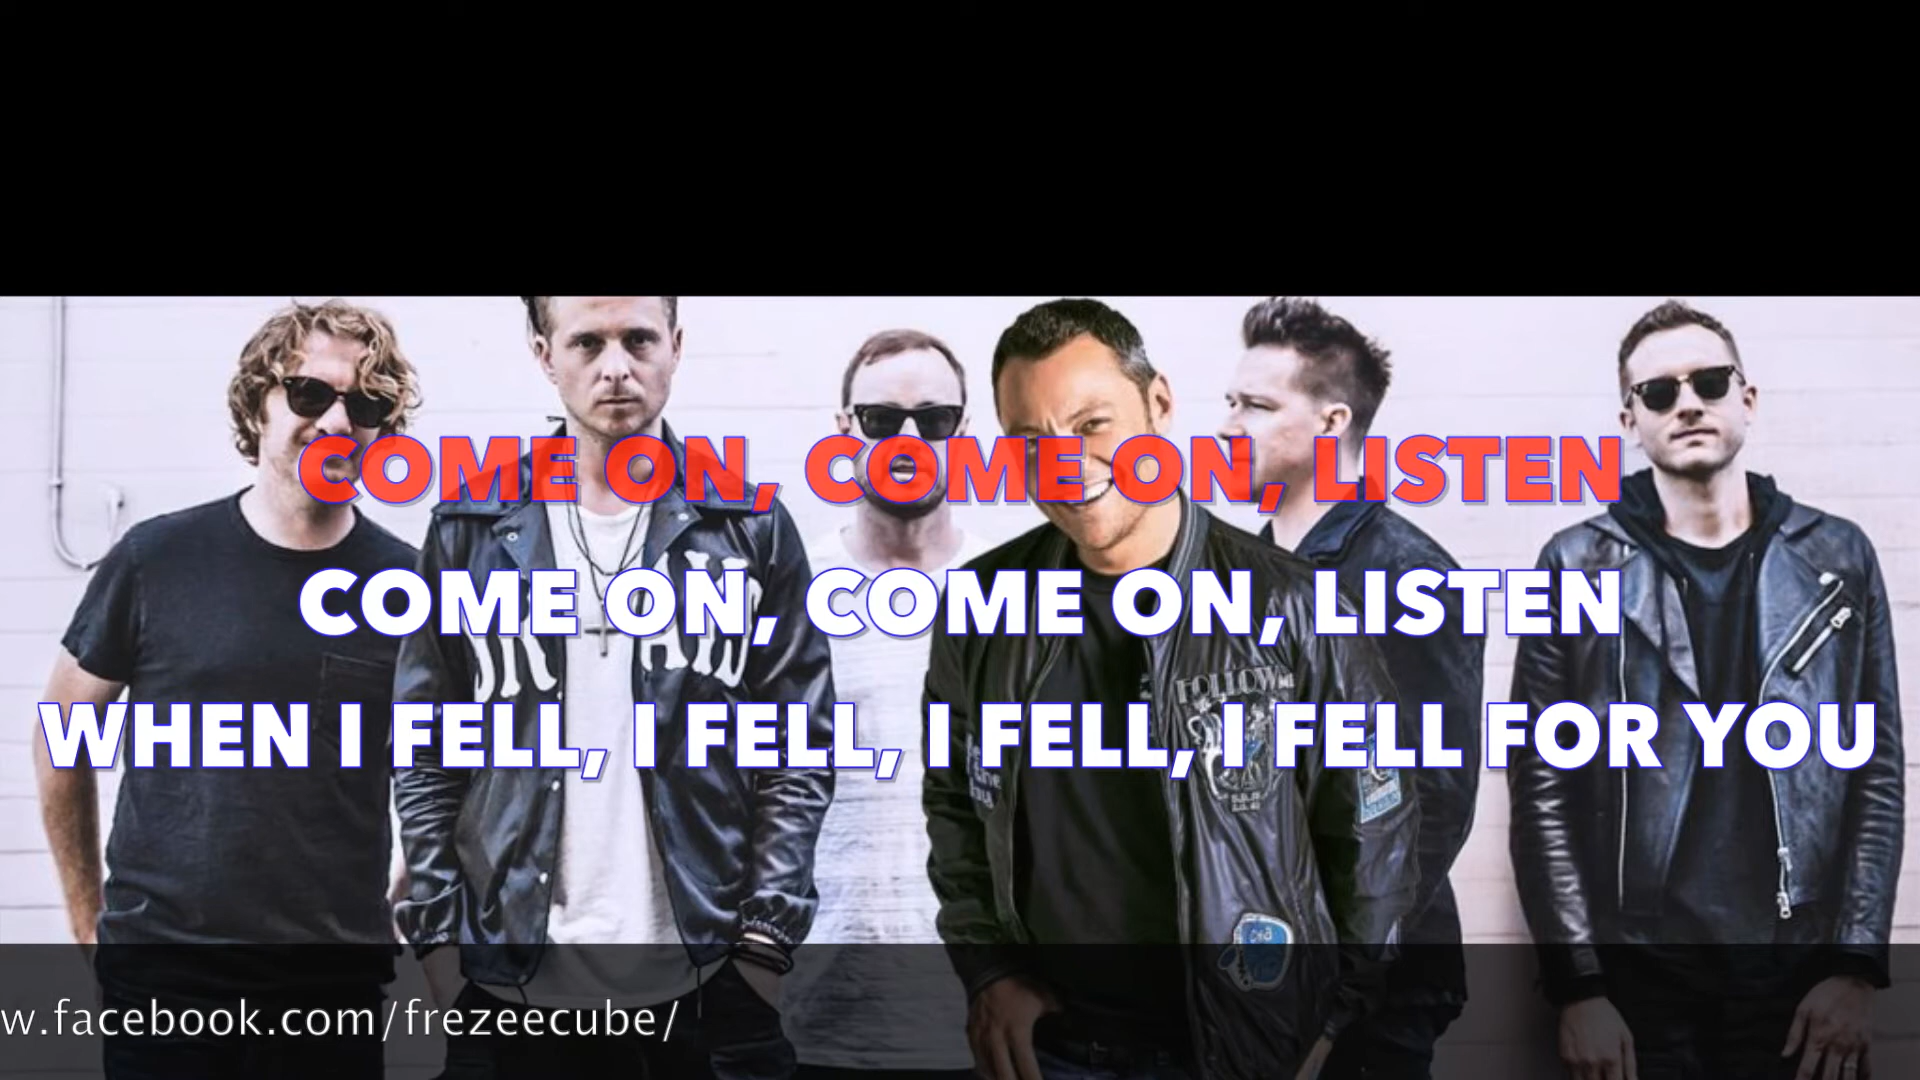 COME ON, COME ON, LISTEN
COME ON, COME ON, LISTEN
WHEN I FELL, I FELL, I FELL, I FELL FOR YOU
FOLLOW
w.facebook.com/frezeecube/